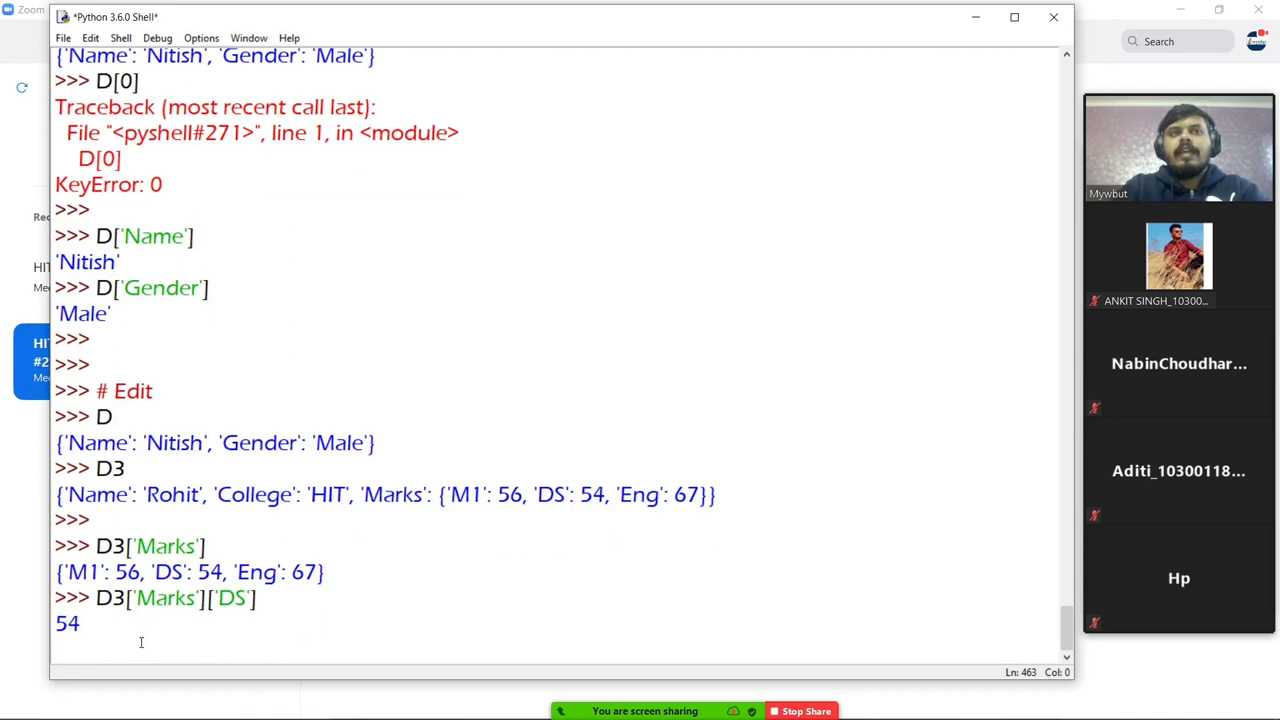 Zoom
*Python 3.6.0 Shell*
File Edit Shell Debug Options Window Help
{'Name': 'Nitish', 'Gender': 'Male'}
>>> D[0]
Traceback (most recent call last):
File "<pyshell#271>", line 1, in <module>
D[0]
KeyError: 0
>>>
>>> D['Name']
'Nitish'
>>> D['Gender']
'Male'
>>>
>>>
>>> # Edit
>>> D
{'Name': 'Nitish', 'Gender': 'Male'}
>>> D3
{'Name': 'Rohit', 'College': 'HIT', 'Marks': {'M1': 56, 'DS': 54, 'Eng': 67}}
>>>
>>> D3['Marks']
{'M1': 56, 'DS': 54, 'Eng': 67}
>>> D3['Marks']['DS']
54
Ln: 463 Col: 0
Search
Mywbut
ANKIT SINGH_10300...
NabinChoudhar...
Aditi_10300118...
Hp
You are screen sharing
Stop Share